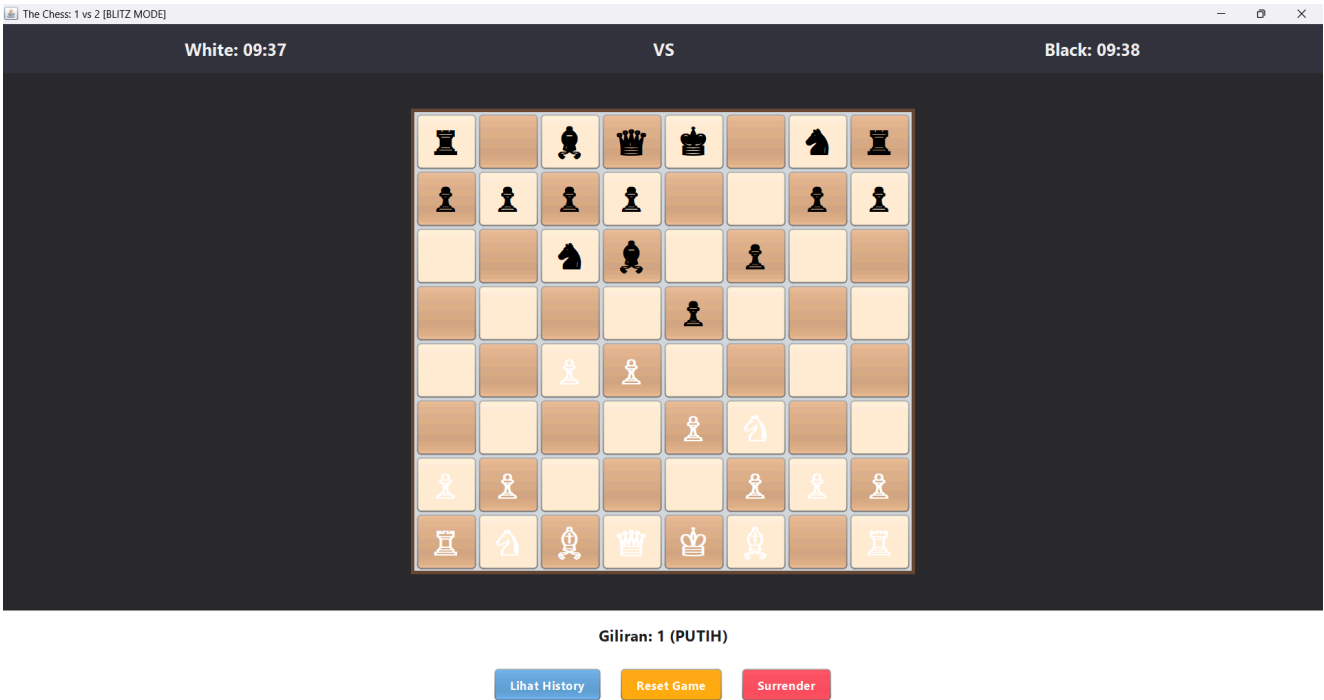 The Chess: 1 vs 2 [BLITZ MODE]
White: 09:37 VS Black: 09:38
Giliran: 1 (PUTIH)
Lihat History Reset Game Surrender